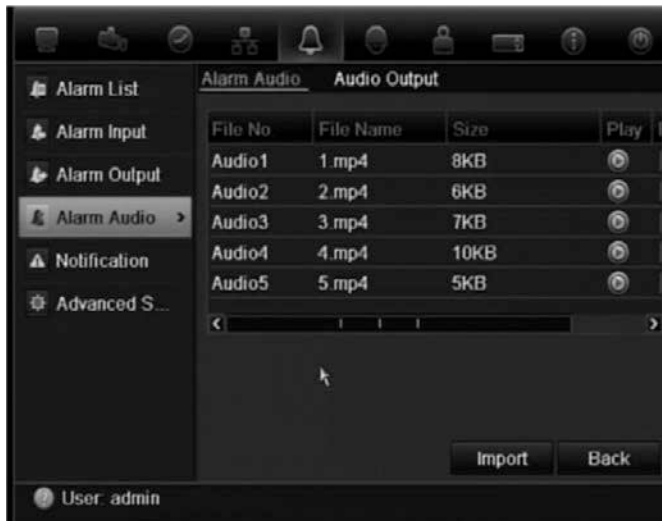 Alarm Audio Audio Output
Alarm List
Alarm Input
Alarm Output
Alarm Audio >
Notification
Advanced S...
File No. File Name Size Play
Audio1 1.mp4 8KB
Audio2 2.mp4 6KB
Audio3 3.mp4 7KB
Audio4 4.mp4 10KB
Audio5 5.mp4 5KB
Import Back
User: admin